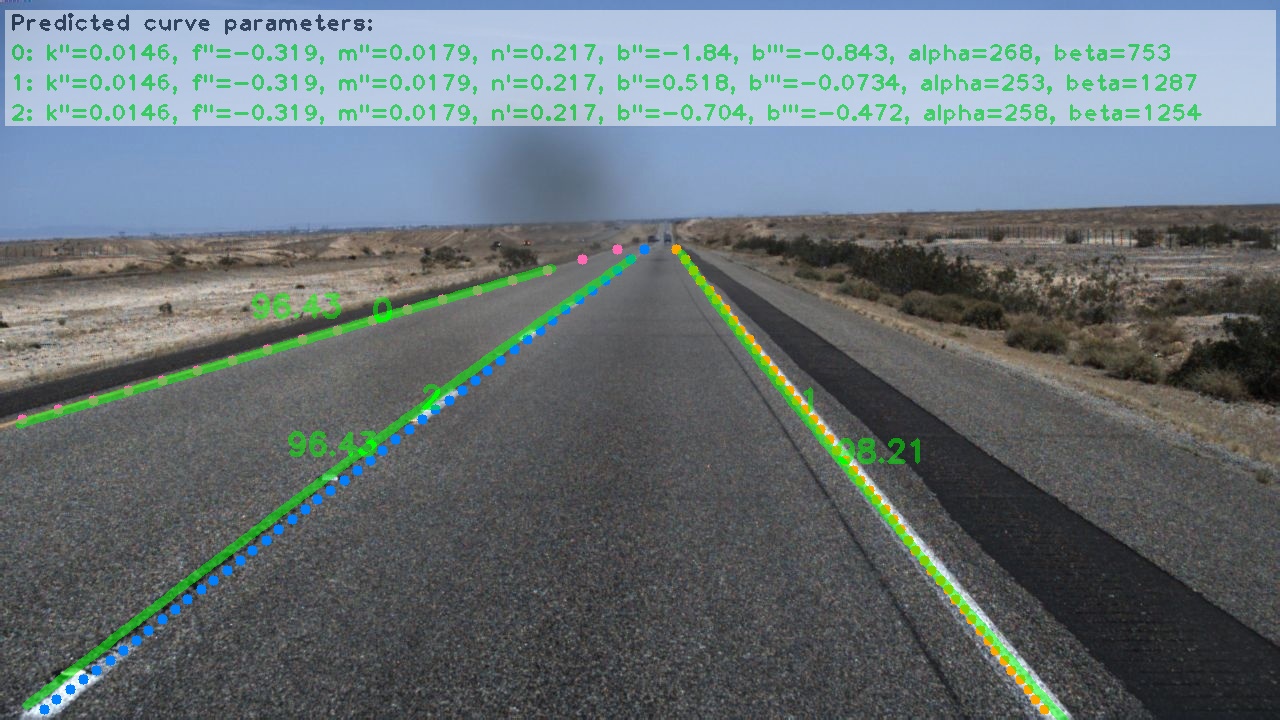 Predicted curve parameters:
0: k''=0.0146, f''=-0.319, m''=0.0179, n'=0.217, b''=-1.84, b'''=-0.843, alpha=268, beta=753
1: k''=0.0146, f''=-0.319, m''=0.0179, n'=0.217, b''=0.518, b'''=-0.0734, alpha=253, beta=1287
2: k''=0.0146, f''=-0.319, m''=0.0179, n'=0.217, b''=-0.704, b'''=-0.472, alpha=258, beta=1254
96.43 0
2 1
96.43 98.21